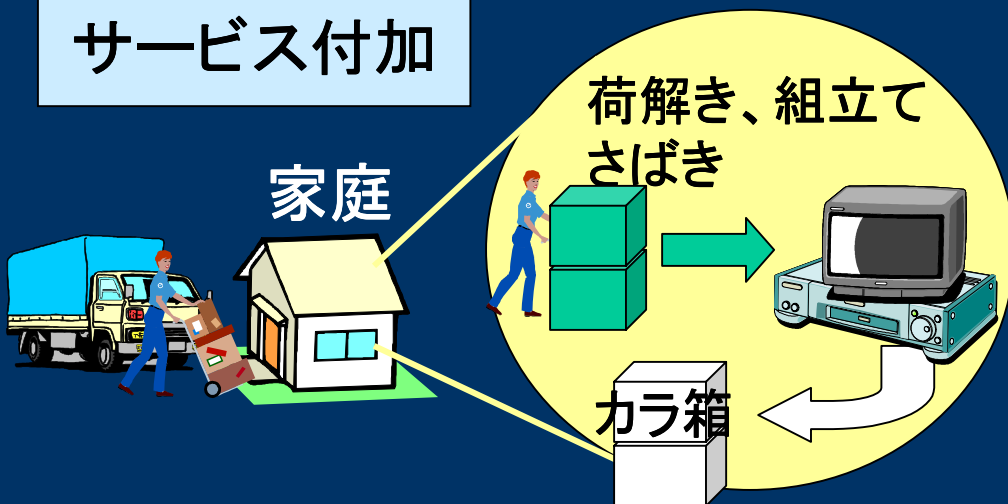 サービス付加
家庭
荷解き、組立て
さばき
カラ箱